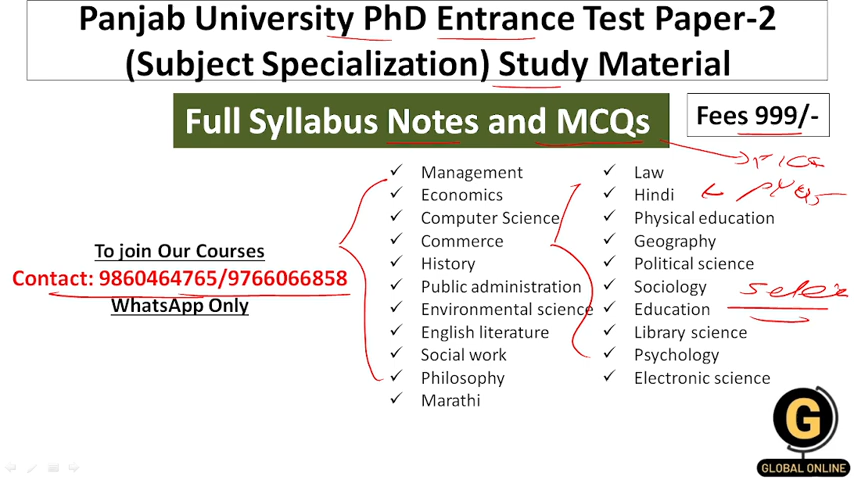 Panjab University PhD Entrance Test Paper-2
(Subject Specialization) Study Material
Full Syllabus Notes and MCQs
Fees 999/-
To join Our Courses
Contact: 9860464765/9766066858
WhatsApp Only
✓ Management
✓ Economics
✓ Computer Science
✓ Commerce
✓ History
✓ Public administration
✓ Environmental science
✓ English literature
✓ Social work
✓ Philosophy
✓ Marathi
✓ Law
✓ Hindi
✓ Physical education
✓ Geography
✓ Political science
✓ Sociology
✓ Education
✓ Library science
✓ Psychology
✓ Electronic science
G
GLOBAL ONLINE